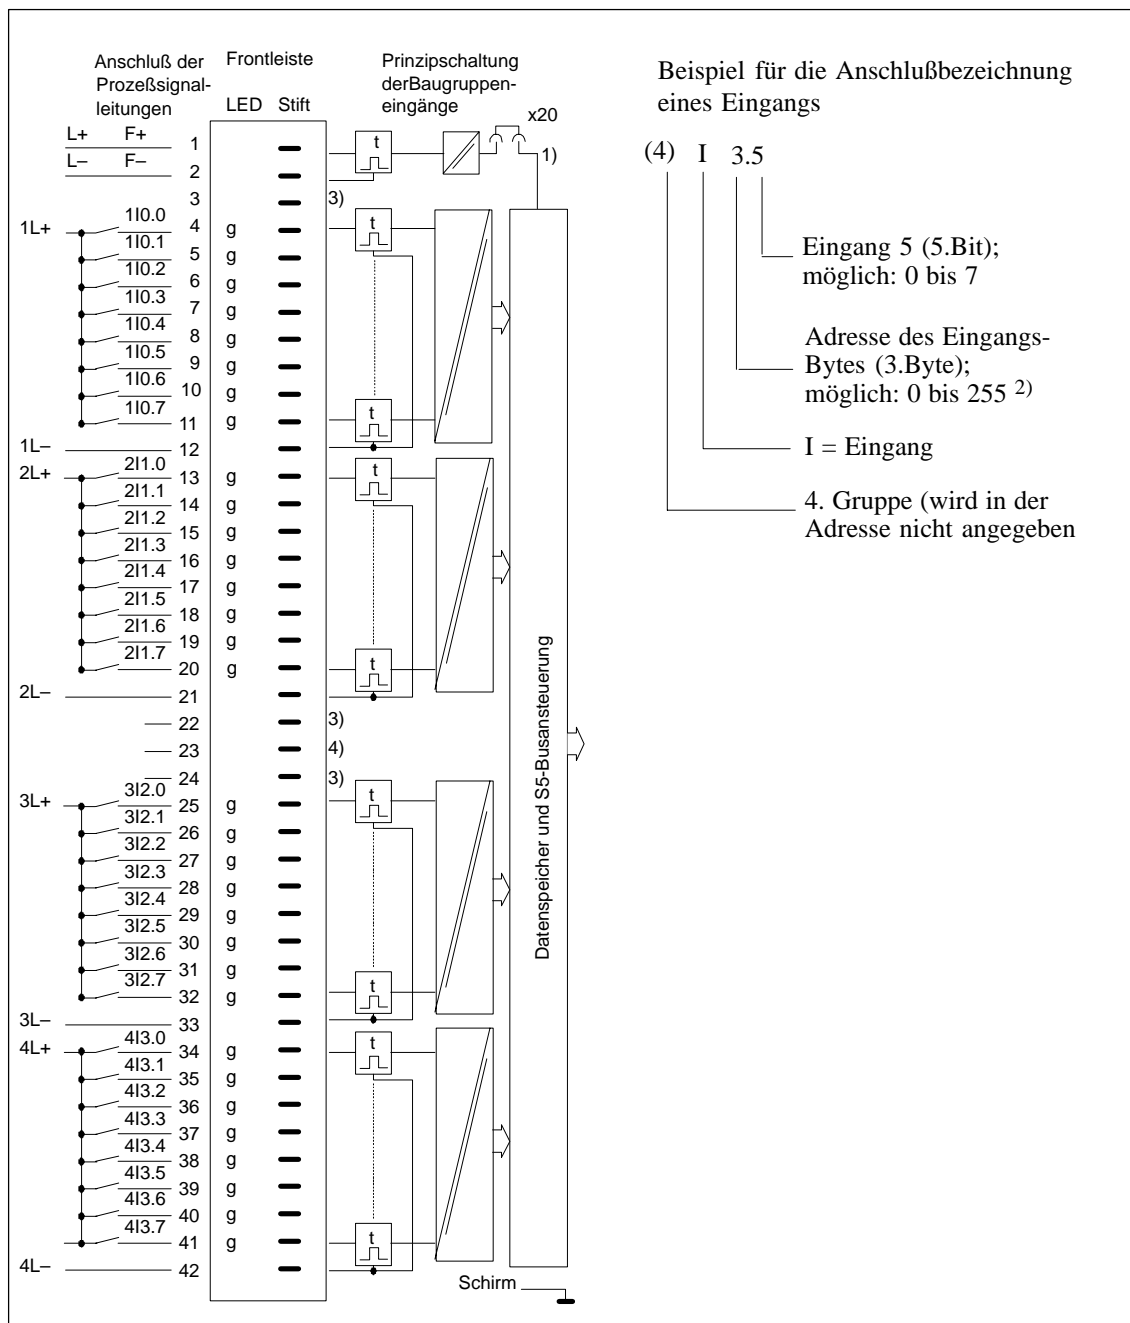 Anschluß der
Prozeßsignal-
leitungen
Frontleiste
LED Stift
Prinzipschaltung
derBaugruppen-
eingänge
x20
1)
L+ F+ 1
L– F– 2
3 3)
1L+ 1I0.0 4 g t
1I0.1 5 g
1I0.2 6 g
1I0.3 7 g
1I0.4 8 g
1I0.5 9 g
1I0.6 10 g
1I0.7 11 g t
1L– 12
2L+ 2I1.0 13 g t
2I1.1 14 g
2I1.2 15 g
2I1.3 16 g
2I1.4 17 g
2I1.5 18 g
2I1.6 19 g
2I1.7 20 g t
2L– 21
22 3)
23 4)
24 3)
3L+ 3I2.0 25 g t
3I2.1 26 g
3I2.2 27 g
3I2.3 28 g
3I2.4 29 g
3I2.5 30 g
3I2.6 31 g
3I2.7 32 g t
3L– 33
4L+ 4I3.0 34 g t
4I3.1 35 g
4I3.2 36 g
4I3.3 37 g
4I3.4 38 g
4I3.5 39 g
4I3.6 40 g
4I3.7 41 g t
4L– 42
t
Datenspeicher und S5-Busansteuerung
Schirm
Beispiel für die Anschlußbezeichnung
eines Eingangs
(4) I 3.5
Eingang 5 (5.Bit);
möglich: 0 bis 7
Adresse des Eingangs-
Bytes (3.Byte);
möglich: 0 bis 255 2)
I = Eingang
4. Gruppe (wird in der
Adresse nicht angegeben